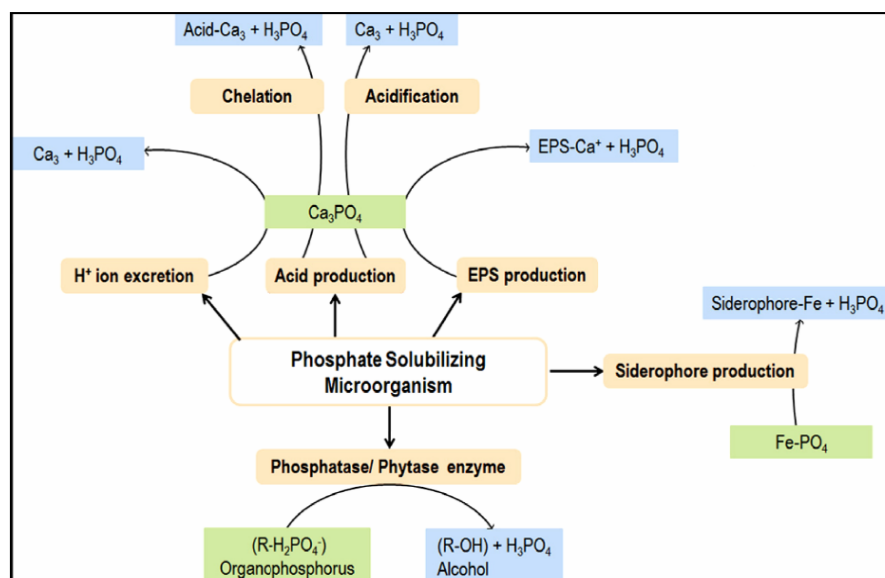 Acid-Ca₃ + H₃PO₄
Ca₃ + H₃PO₄
Chelation
Acidification
Ca₃ + H₃PO₄
EPS-Ca⁺ + H₃PO₄
Ca₃PO₄
H⁺ ion excretion
Acid production
EPS production
Siderophore-Fe + H₃PO₄
Phosphate Solubilizing
Microorganism
Siderophore production
Fe-PO₄
Phosphatase/ Phytase enzyme
(R-H₂PO₄⁻)
Organophosphorus
(R-OH) + H₃PO₄
Alcohol